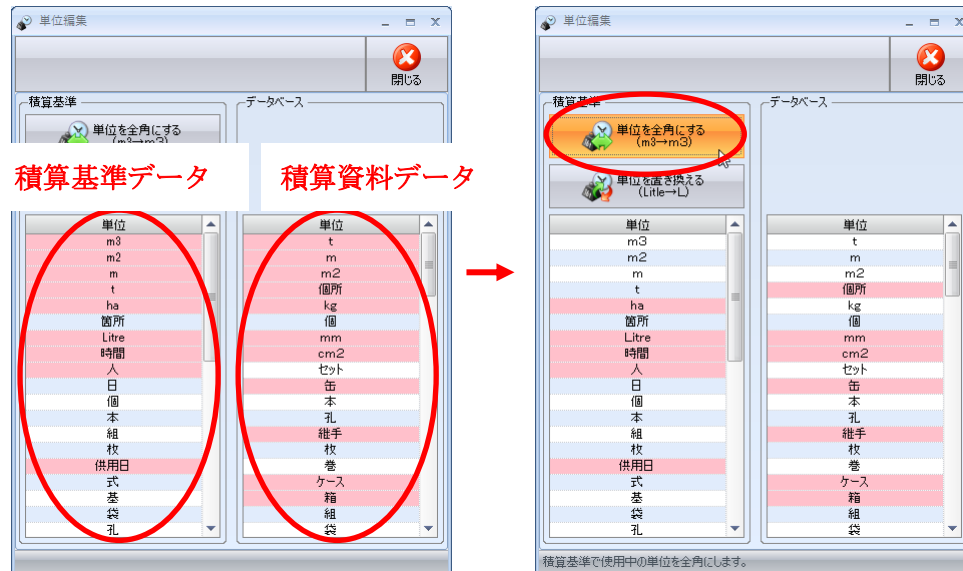 単位編集
閉じる
積算基準
データベース
単位を全角にする
(m3→m3)
積算基準データ
積算資料データ
単位
m3
m2
m
t
ha
箇所
Litre
時間
人
日
個
本
組
枚
供用日
式
基
袋
孔
単位
t
m
m2
個所
kg
個
mm
cm2
セット
缶
本
孔
継手
枚
巻
ケース
箱
組
袋
→
単位編集
閉じる
積算基準
データベース
単位を全角にする
(m3→m3)
単位を置き換える
(Litle→L)
単位
m3
m2
m
t
ha
箇所
Litre
時間
人
日
個
本
組
枚
供用日
式
基
袋
孔
単位
t
m
m2
個所
kg
個
mm
cm2
セット
缶
本
孔
継手
枚
巻
ケース
箱
組
袋
積算基準で使用中の単位を全角にします。